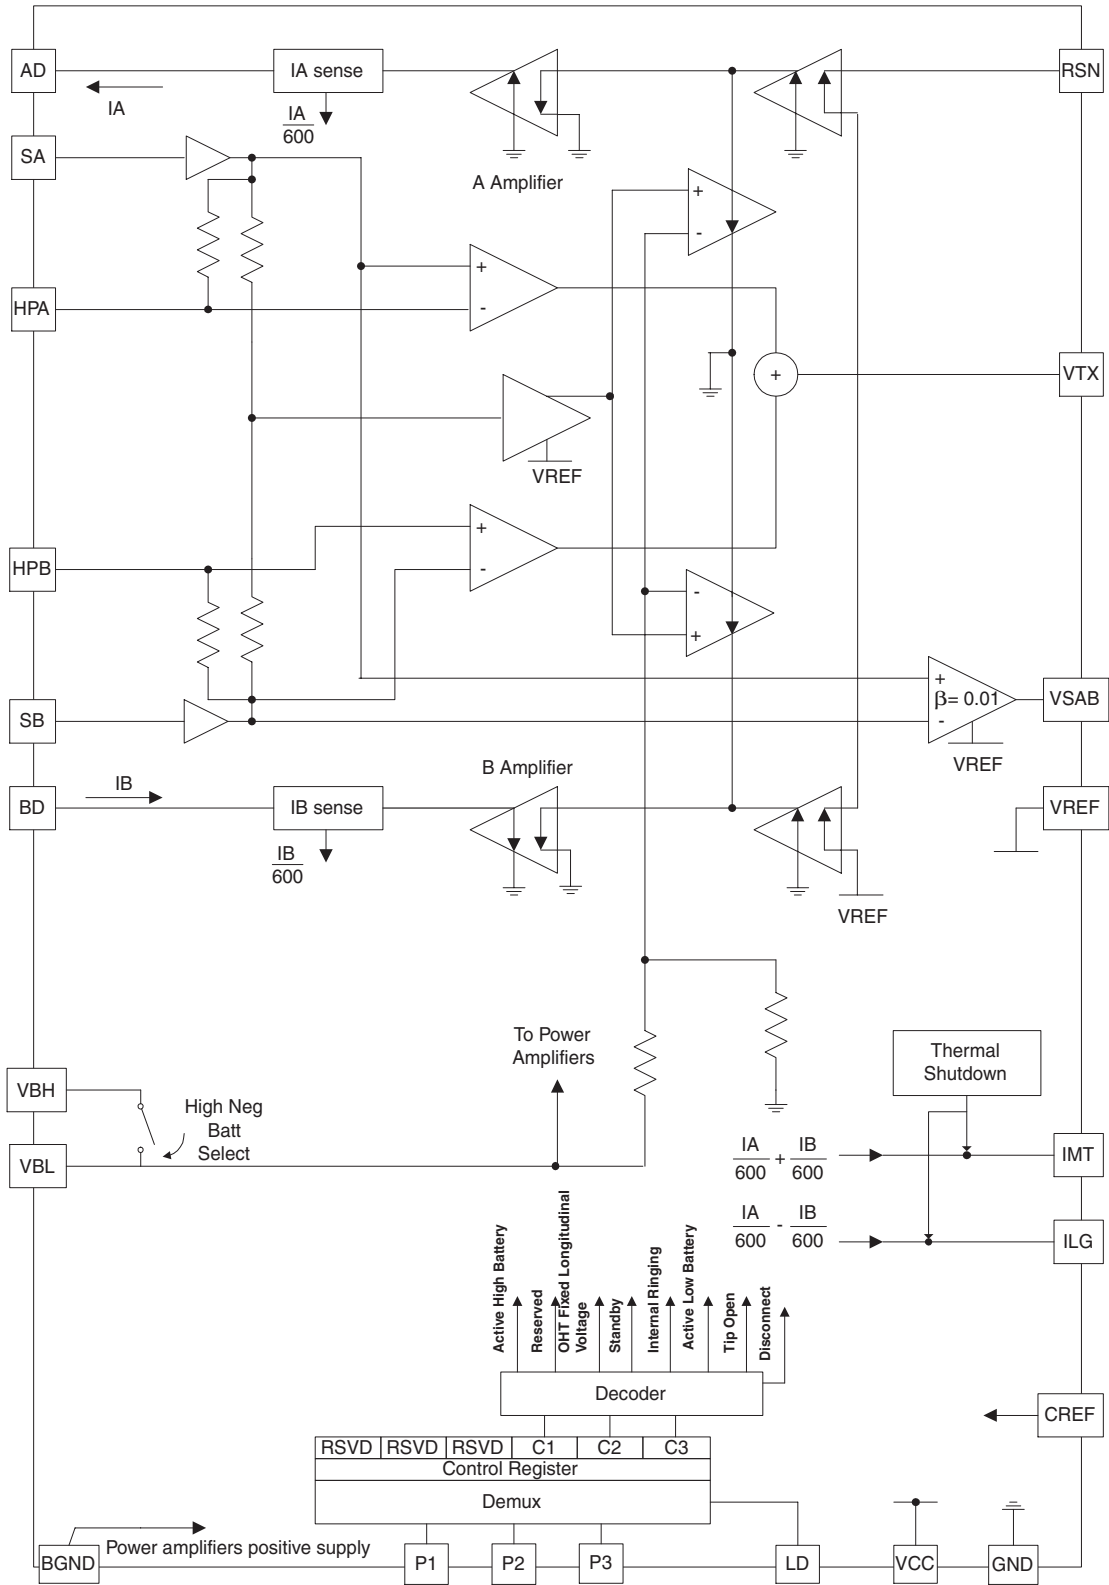 AD
IA sense
RSN
IA
IA
600
SA
A Amplifier
+
-
HPA
+
-
VTX
+
VREF
+
-
HPB
-
+
SB
+
β= 0.01
-
VSAB
VREF
B Amplifier
IB
BD
IB sense
VREF
IB
600
VREF
To Power
Amplifiers
Thermal
Shutdown
VBH
High Neg
Batt
Select
VBL
IA
600
+
IB
600
IMT
IA
600
-
IB
600
ILG
Active High Battery
Reserved
OHT Fixed Longitudinal
Voltage
Standby
Internal Ringing
Active Low Battery
Tip Open
Disconnect
Decoder
CREF
RSVD RSVD RSVD C1 C2 C3
Control Register
Demux
Power amplifiers positive supply
BGND
P1
P2
P3
LD
VCC
GND